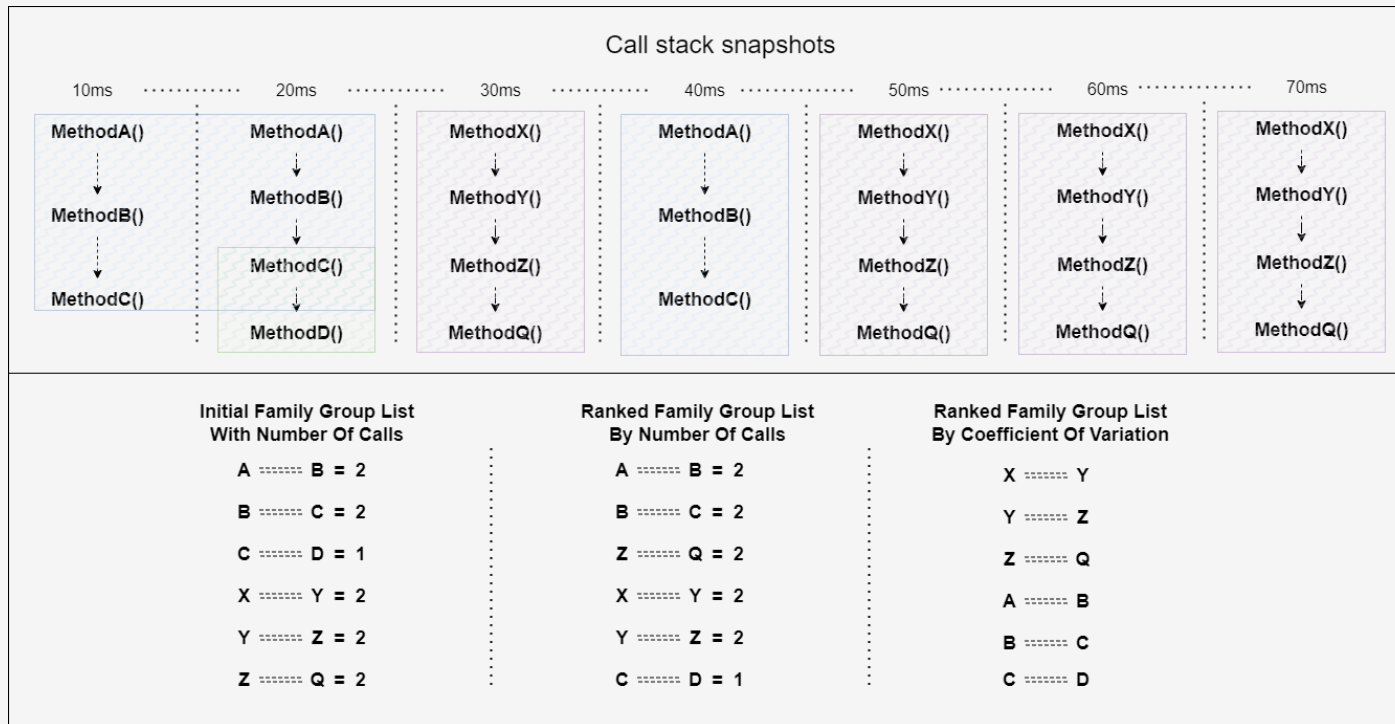 Call stack snapshots
10ms 20ms 30ms 40ms 50ms 60ms 70ms
MethodA() MethodA() MethodX() MethodA() MethodX() MethodX() MethodX()
MethodB() MethodB() MethodY() MethodB() MethodY() MethodY() MethodY()
MethodC() MethodC() MethodZ() MethodC() MethodZ() MethodZ() MethodZ()
MethodD() MethodQ() MethodQ() MethodQ() MethodQ()
Initial Family Group List
With Number Of Calls
A ------- B = 2
B ------- C = 2
C ------- D = 1
X ------- Y = 2
Y ------- Z = 2
Z ------- Q = 2
Ranked Family Group List
By Number Of Calls
A ------- B = 2
B ------- C = 2
Z ------- Q = 2
X ------- Y = 2
Y ------- Z = 2
C ------- D = 1
Ranked Family Group List
By Coefficient Of Variation
X ------- Y
Y ------- Z
Z ------- Q
A ------- B
B ------- C
C ------- D